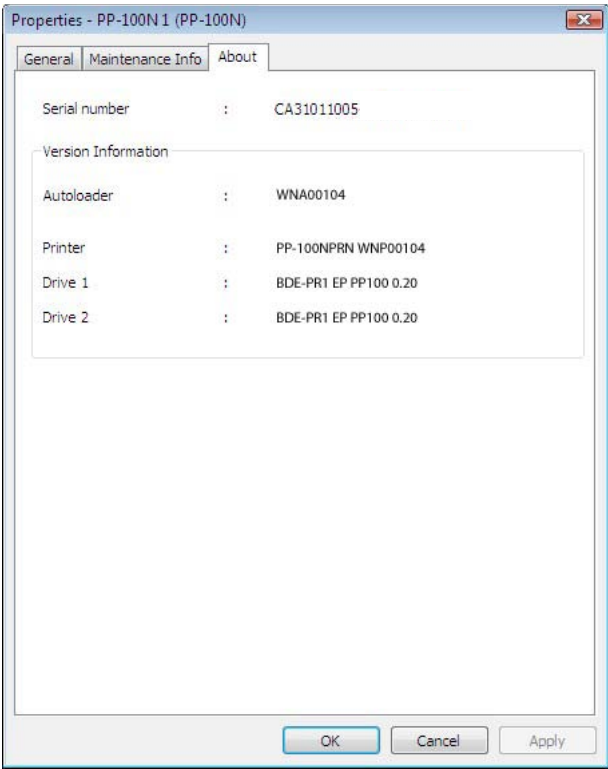 Properties - PP-100N 1 (PP-100N)
General Maintenance Info About
Serial number : CA31011005
Version Information
Autoloader : WNA00104
Printer : PP-100NPRN WNP00104
Drive 1 : BDE-PR1 EP PP100 0.20
Drive 2 : BDE-PR1 EP PP100 0.20
OK Cancel Apply